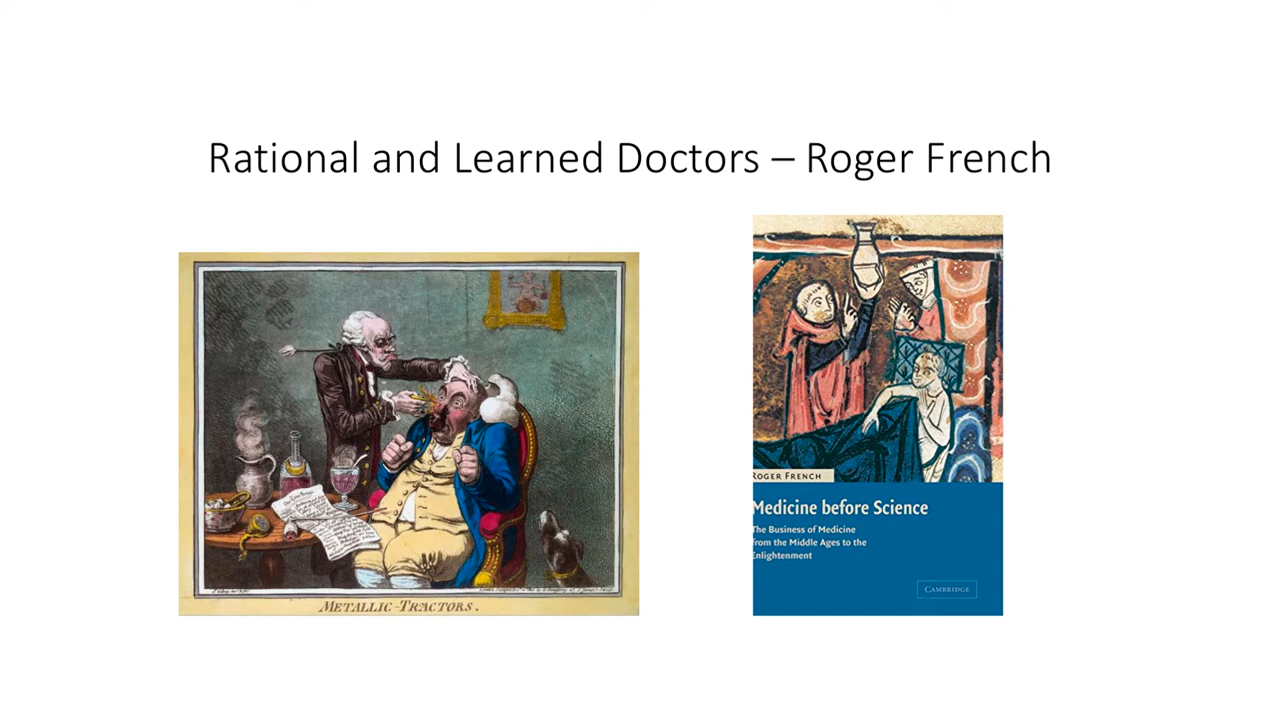 Rational and Learned Doctors – Roger French
METALLIC-TRACTORS.
ROGER FRENCH
Medicine before Science
The Business of Medicine
from the Middle Ages to the
Enlightenment
CAMBRIDGE